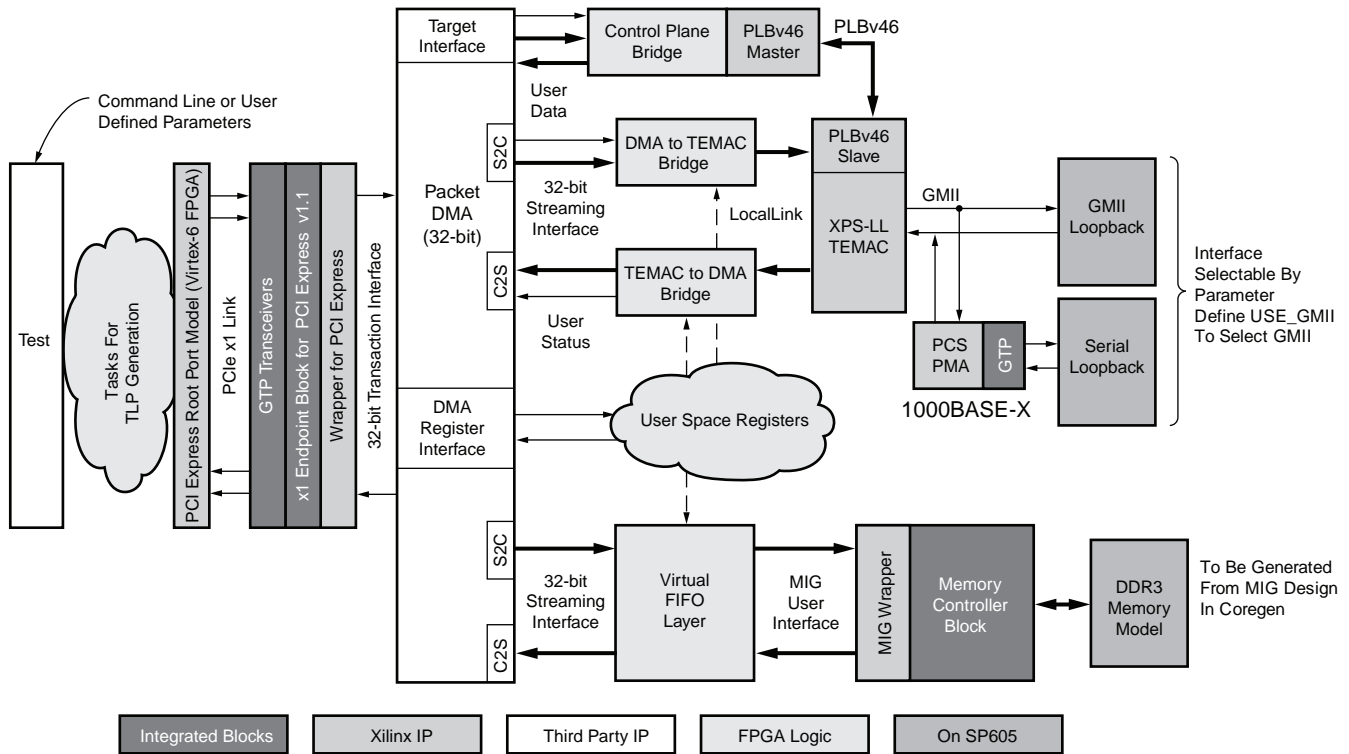 Command Line or User
Defined Parameters
Test
Tasks For
TLP Generation
PCI Express Root Port Model (Virtex-6 FPGA)
PCIe x1 Link
GTP Transceivers
x1 Endpoint Block for PCI Express v1.1
Wrapper for PCI Express
32-bit Transaction Interface
Target
Interface
Packet
DMA
(32-bit)
DMA
Register
Interface
S2C
C2S
S2C
C2S
Control Plane
Bridge
PLBv46
Master
PLBv46
User
Data
DMA to TEMAC
Bridge
32-bit
Streaming
Interface
LocalLink
TEMAC to DMA
Bridge
User
Status
PLBv46
Slave
XPS-LL
TEMAC
GMII
GMII
Loopback
PCS
PMA
GTP
1000BASE-X
Serial
Loopback
Interface
Selectable By
Parameter
Define USE_GMII
To Select GMII
User Space Registers
32-bit
Streaming
Interface
Virtual
FIFO
Layer
MIG
User
Interface
MIG Wrapper
Memory
Controller
Block
DDR3
Memory
Model
To Be Generated
From MIG Design
In Coregen
Integrated Blocks
Xilinx IP
Third Party IP
FPGA Logic
On SP605